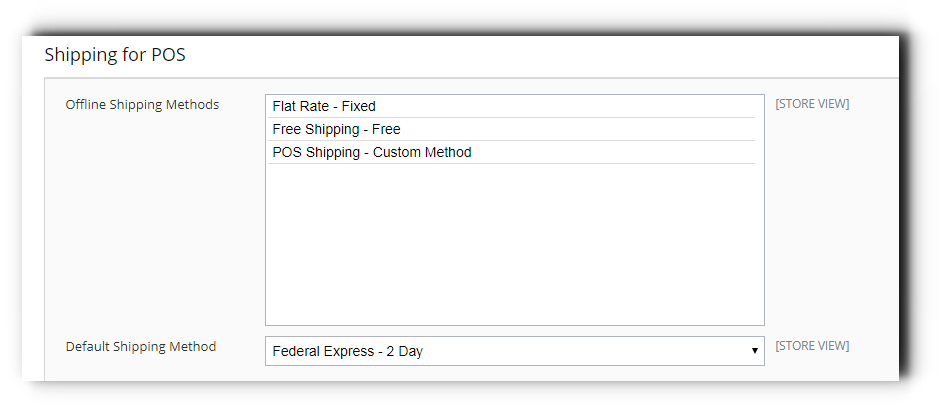 Shipping for POS
Offline Shipping Methods
Flat Rate - Fixed
[STORE VIEW]
Free Shipping - Free
POS Shipping - Custom Method
Default Shipping Method
Federal Express - 2 Day
[STORE VIEW]